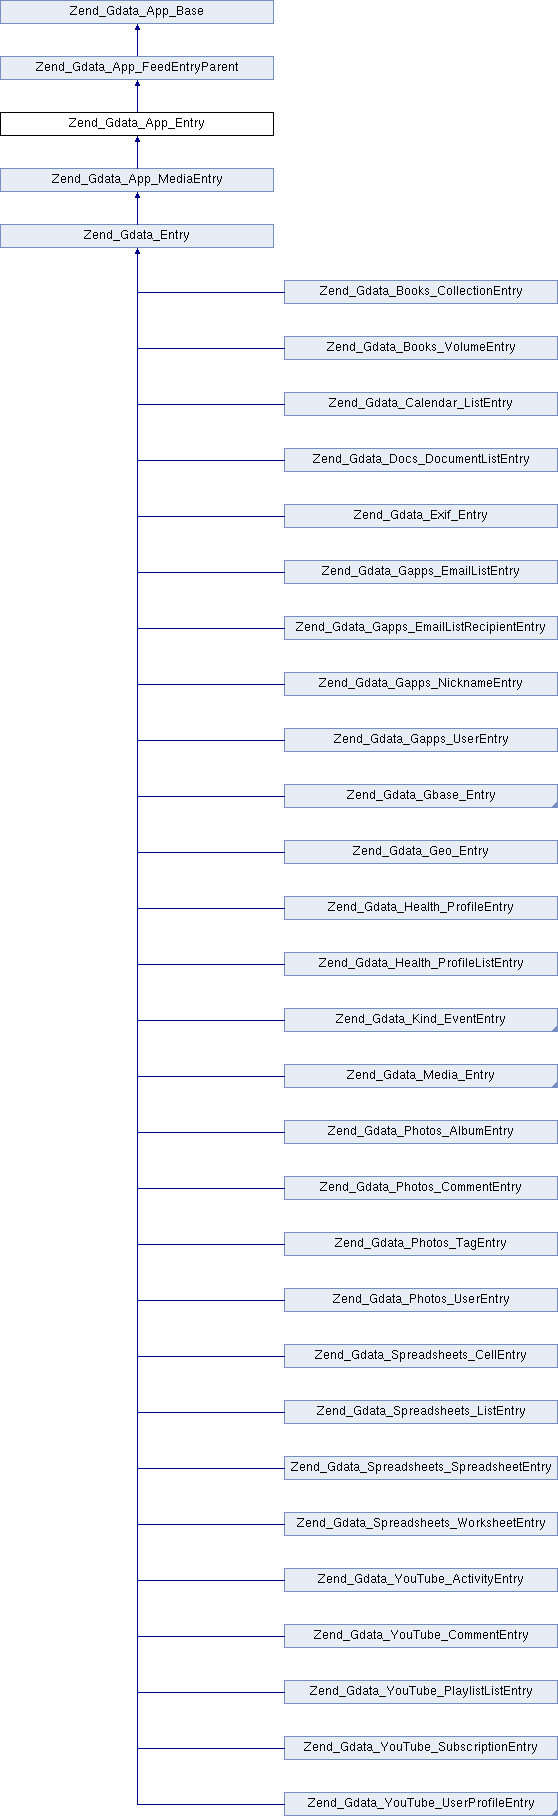 Zend_Gdata_App_Base
Zend_Gdata_App_FeedEntryParent
Zend_Gdata_App_Entry
Zend_Gdata_App_MediaEntry
Zend_Gdata_Entry
Zend_Gdata_Books_CollectionEntry
Zend_Gdata_Books_VolumeEntry
Zend_Gdata_Calendar_ListEntry
Zend_Gdata_Docs_DocumentListEntry
Zend_Gdata_Exif_Entry
Zend_Gdata_Gapps_EmailListEntry
Zend_Gdata_Gapps_EmailListRecipientEntry
Zend_Gdata_Gapps_NicknameEntry
Zend_Gdata_Gapps_UserEntry
Zend_Gdata_Gbase_Entry
Zend_Gdata_Geo_Entry
Zend_Gdata_Health_ProfileEntry
Zend_Gdata_Health_ProfileListEntry
Zend_Gdata_Kind_EventEntry
Zend_Gdata_Media_Entry
Zend_Gdata_Photos_AlbumEntry
Zend_Gdata_Photos_CommentEntry
Zend_Gdata_Photos_TagEntry
Zend_Gdata_Photos_UserEntry
Zend_Gdata_Spreadsheets_CellEntry
Zend_Gdata_Spreadsheets_ListEntry
Zend_Gdata_Spreadsheets_SpreadsheetEntry
Zend_Gdata_Spreadsheets_WorksheetEntry
Zend_Gdata_YouTube_ActivityEntry
Zend_Gdata_YouTube_CommentEntry
Zend_Gdata_YouTube_PlaylistListEntry
Zend_Gdata_YouTube_SubscriptionEntry
Zend_Gdata_YouTube_UserProfileEntry